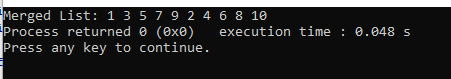 Merged List: 1 3 5 7 9 2 4 6 8 10
Process returned 0 (0x0)   execution time : 0.048 s
Press any key to continue.